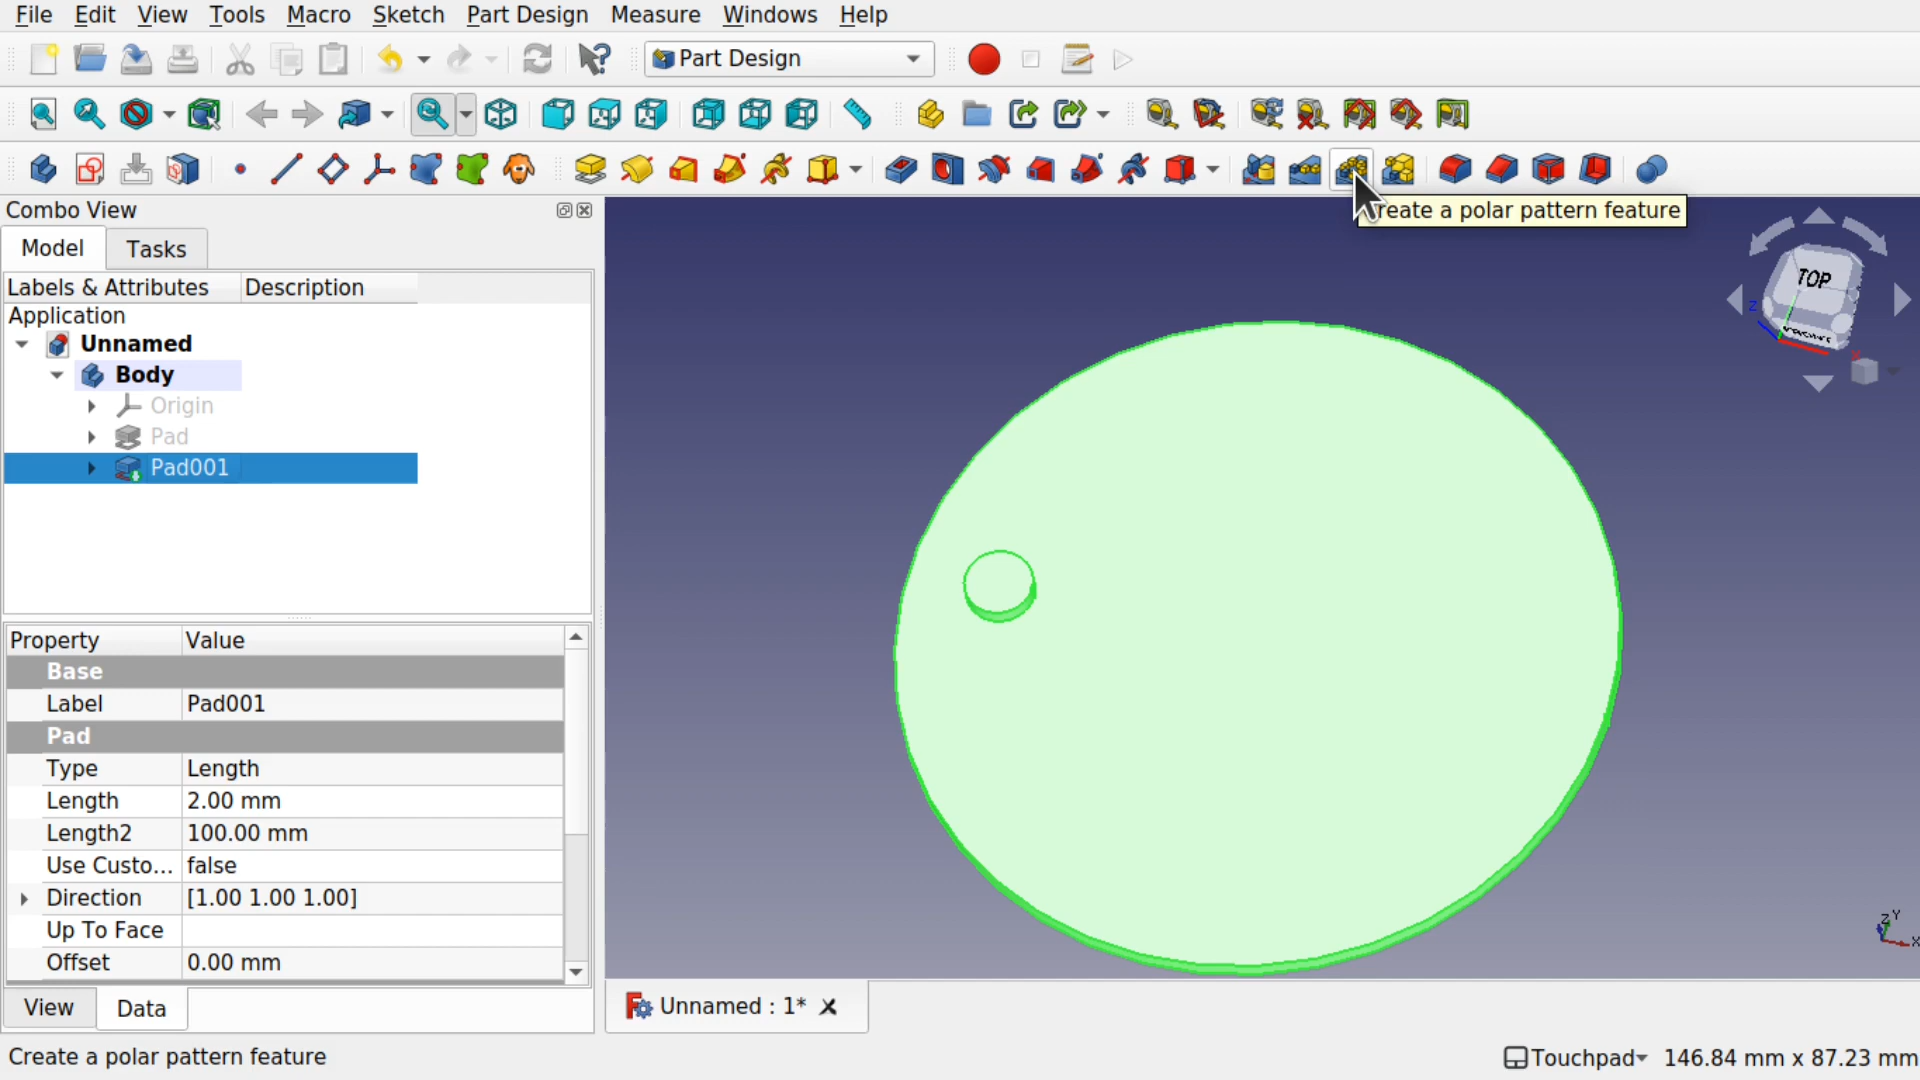 File Edit View Tools Macro Sketch Part Design Measure Windows Help
Part Design
reate a polar pattern feature
Combo View
Model Tasks
Labels & Attributes Description
Application
Unnamed
Body
Origin
Pad
Pad001
TOP
Z
Property Value
Base
Label Pad001
Pad
Type Length
Length 2.00 mm
Length2 100.00 mm
Use Custo... false
Direction [1.00 1.00 1.00]
Up To Face
Offset 0.00 mm
Z Y
X
View Data
Unnamed : 1*
Create a polar pattern feature
Touchpad 146.84 mm x 87.23 mm